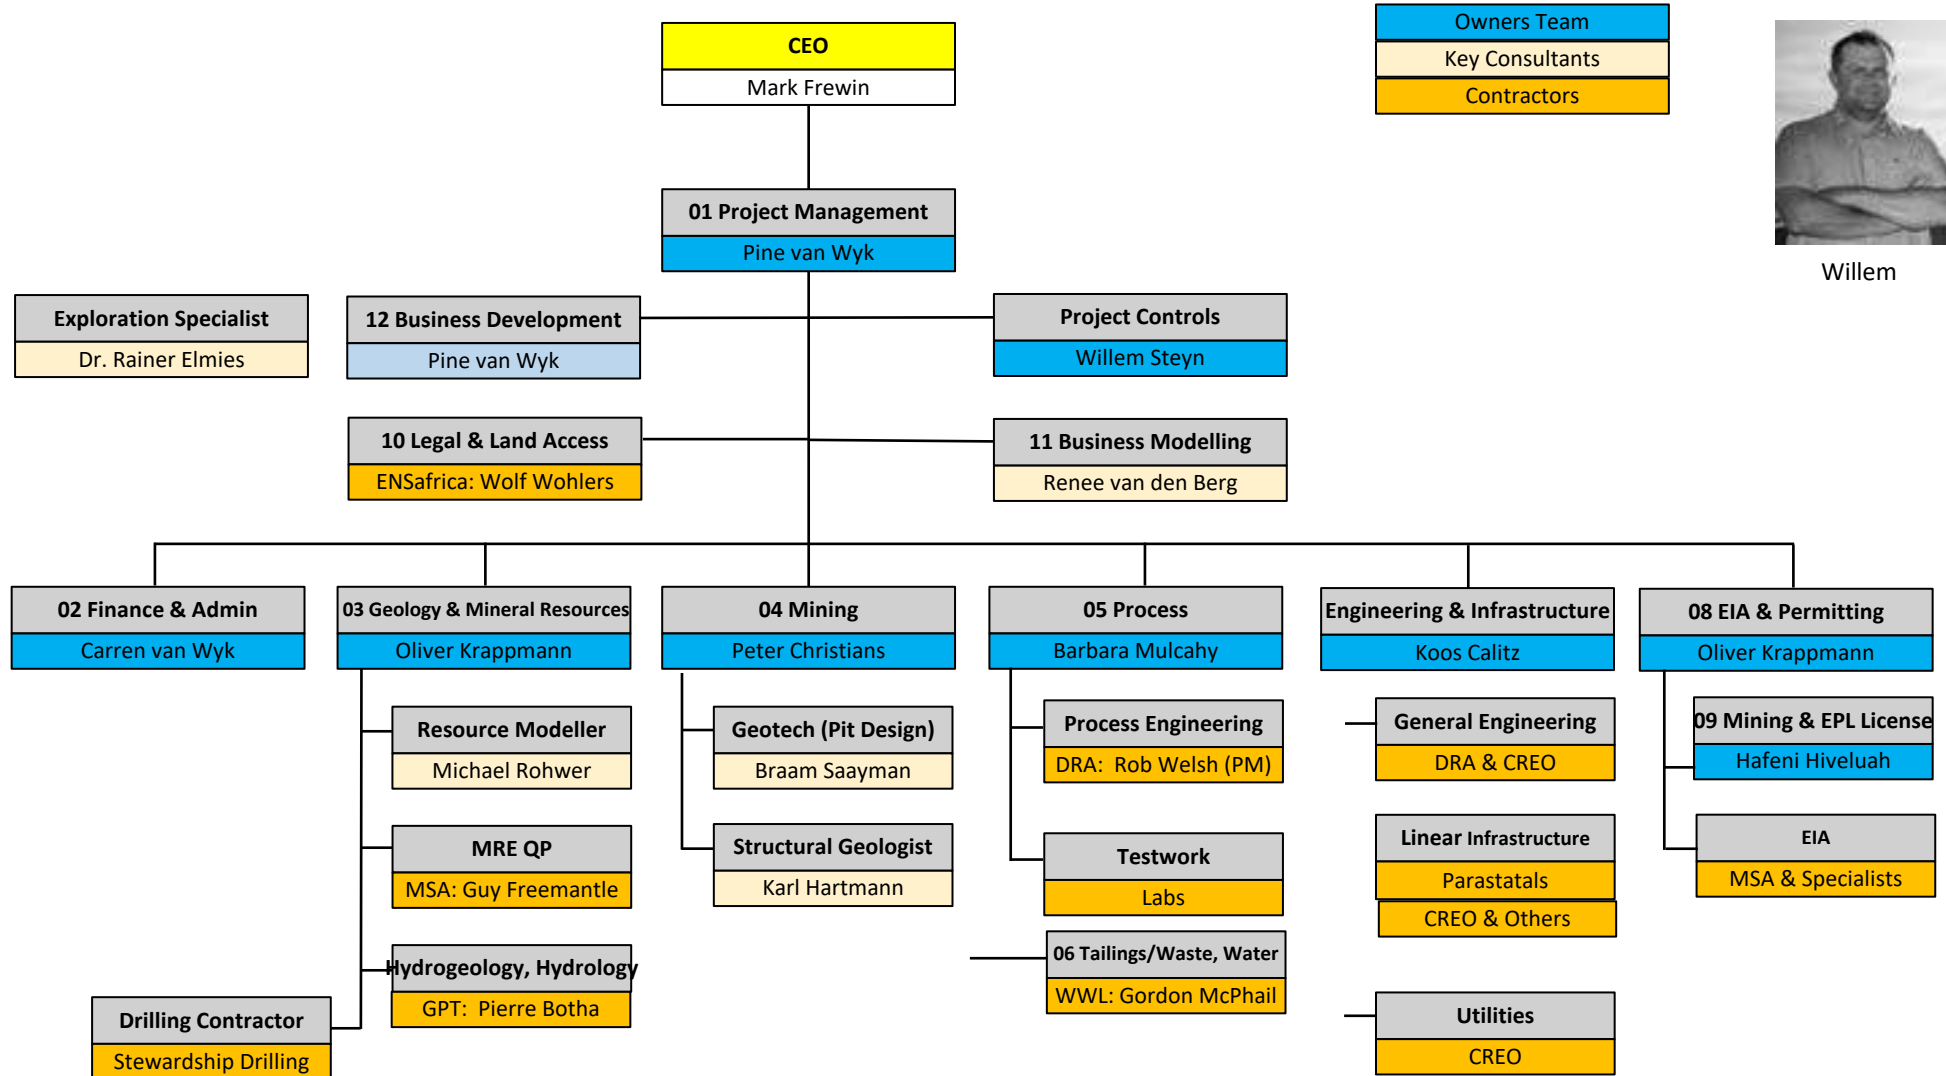 Owners Team
Key Consultants
Contractors
CEO
Mark Frewin
Willem
01 Project Management
Pine van Wyk
Exploration Specialist
Dr. Rainer Elmies
12 Business Development
Pine van Wyk
Project Controls
Willem Steyn
10 Legal & Land Access
ENSafrica: Wolf Wohlers
11 Business Modelling
Renee van den Berg
02 Finance & Admin
Carren van Wyk
03 Geology & Mineral Resources
Oliver Krappmann
04 Mining
Peter Christians
05 Process
Barbara Mulcahy
Engineering & Infrastructure
Koos Calitz
08 EIA & Permitting
Oliver Krappmann
Resource Modeller
Michael Rohwer
Geotech (Pit Design)
Braam Saayman
Process Engineering
DRA:  Rob Welsh (PM)
General Engineering
DRA & CREO
09 Mining & EPL License
Hafeni Hiveluah
MRE QP
MSA: Guy Freemantle
Structural Geologist
Karl Hartmann
Testwork
Labs
Linear Infrastructure
Parastatals
CREO & Others
EIA
MSA & Specialists
Hydrogeology, Hydrology
GPT:  Pierre Botha
06 Tailings/Waste, Water
WWL: Gordon McPhail
Drilling Contractor
Stewardship Drilling
Utilities
CREO